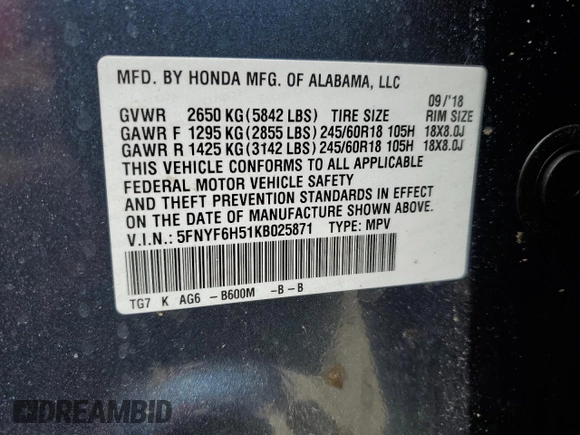 MFD. BY HONDA MFG. OF ALABAMA, LLC
09/'18
GVWR 2650 KG(5842 LBS) TIRE SIZE RIM SIZE
GAWR F 1295 KG(2855 LBS)245/60R18 105H 18X8.0J
GAWR R 1425 KG(3142 LBS)245/60R18 105H 18X8.0J
THIS VEHICLE CONFORMS TO ALL APPLICABLE
FEDERAL MOTOR VEHICLE SAFETY
AND THEFT PREVENTION STANDARDS IN EFFECT
ON THE DATE OF MANUFACTURE SHOWN ABOVE.
V.I.N.: 5FNYF6H51KB025871 TYPE: MPV
TG7 K AG6 -B600M -B-B
DREAMBID